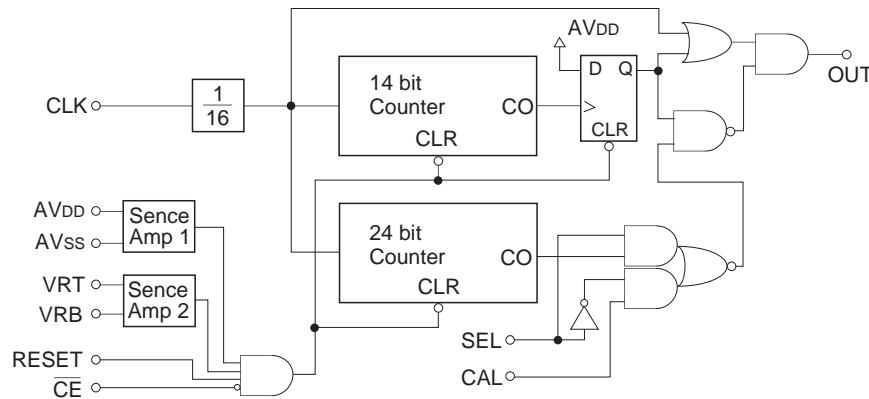 AVDD
D Q
CLR
OUT
CLK
1
16
14 bit
Counter
CO
CLR
AVDD
AVSS
Sence
Amp 1
24 bit
Counter
CO
CLR
VRT
VRB
Sence
Amp 2
SEL
RESET
CE
CAL